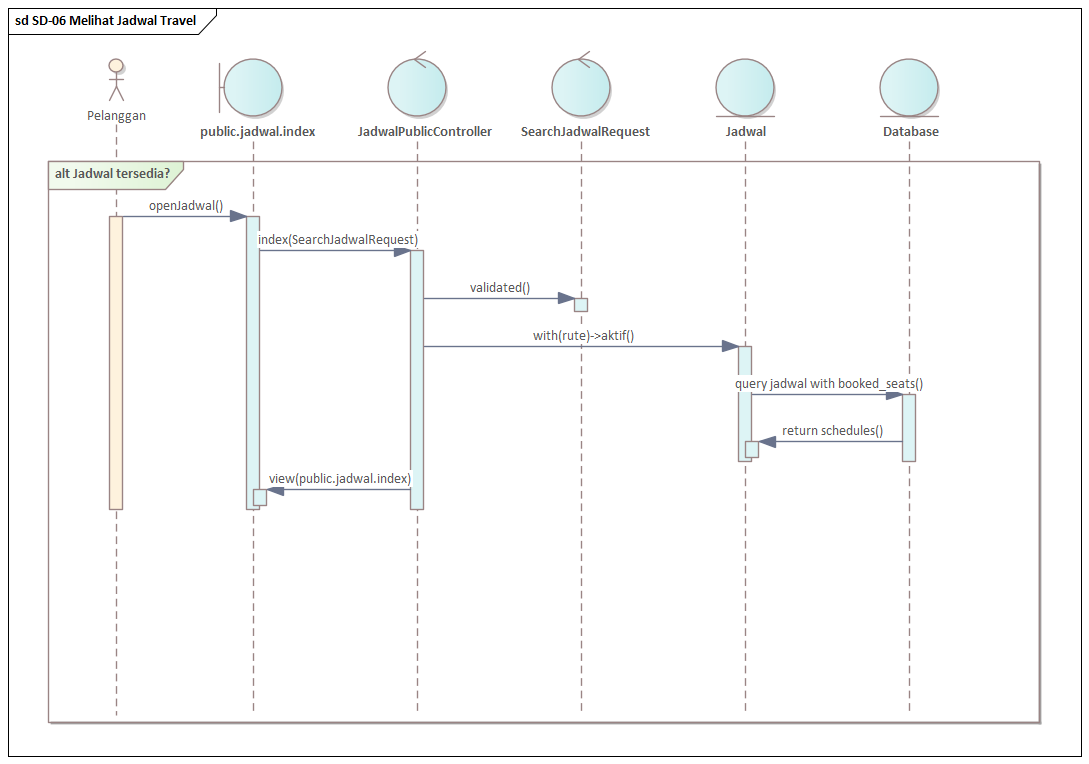 sd SD-06 Melihat Jadwal Travel
Pelanggan
public.jadwal.index
JadwalPublicController
SearchJadwalRequest
Jadwal
Database
alt Jadwal tersedia?
openJadwal()
index(SearchJadwalRequest)
validated()
with(rute)->aktif()
query jadwal with booked_seats()
return schedules()
view(public.jadwal.index)